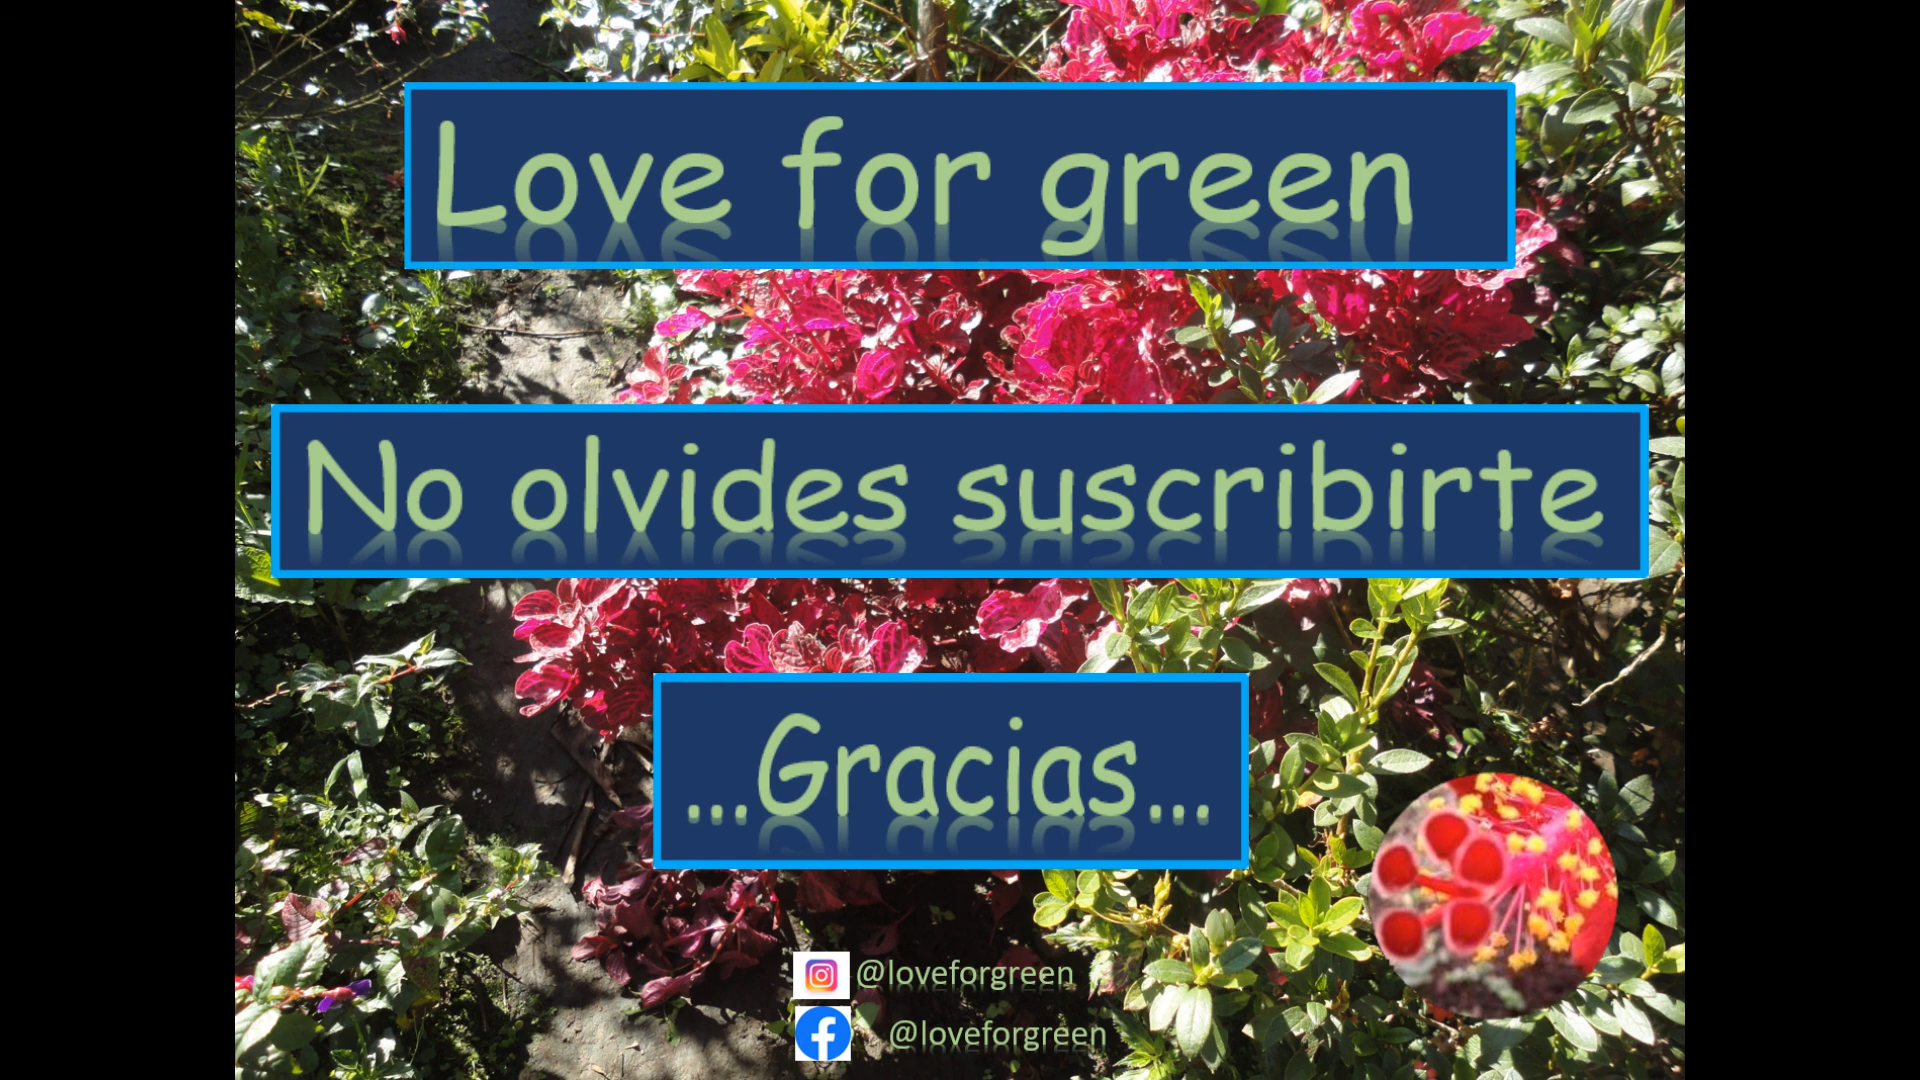 Love for green
No olvides suscribirte
...Gracias...
@loveforgreen
@loveforgreen